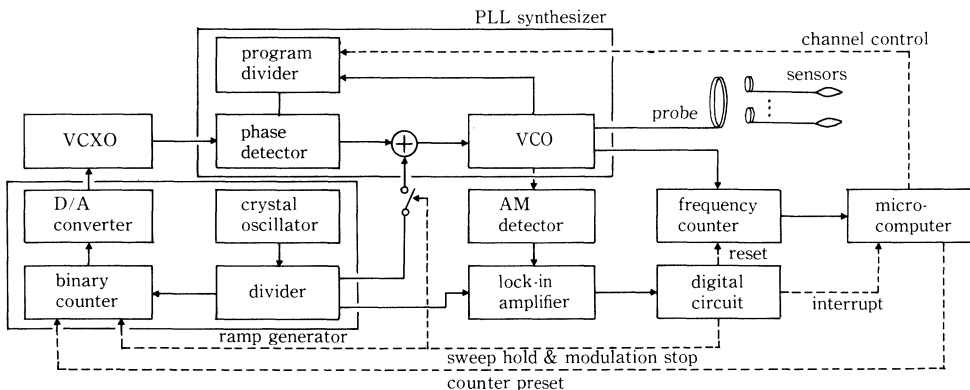 PLL synthesizer
program
divider
channel control
sensors
probe
VCXO
phase
detector
+
VCO
D/A
converter
crystal
oscillator
AM
detector
frequency
counter
micro-
computer
reset
binary
counter
divider
lock-in
amplifier
digital
circuit
interrupt
ramp generator
sweep hold & modulation stop
counter preset